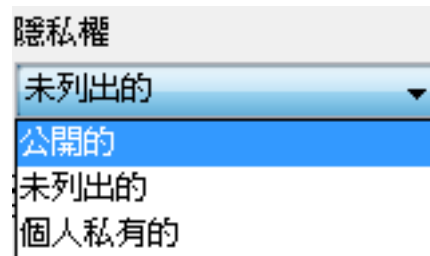 隱私權
未列出的
公開的
未列出的
個人私有的